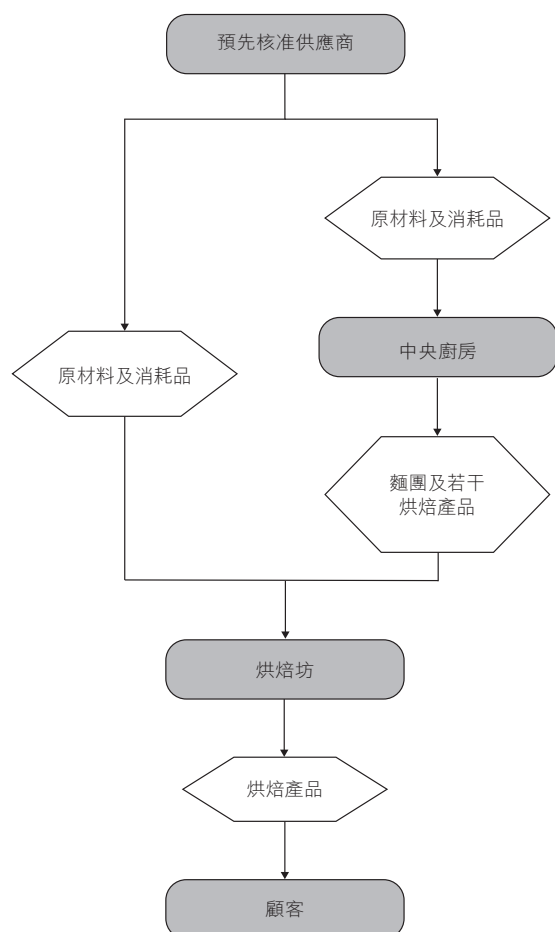 預先核准供應商
原材料及消耗品
中央廚房
原材料及消耗品
麵團及若干
烘焙產品
烘焙坊
烘焙產品
顧客